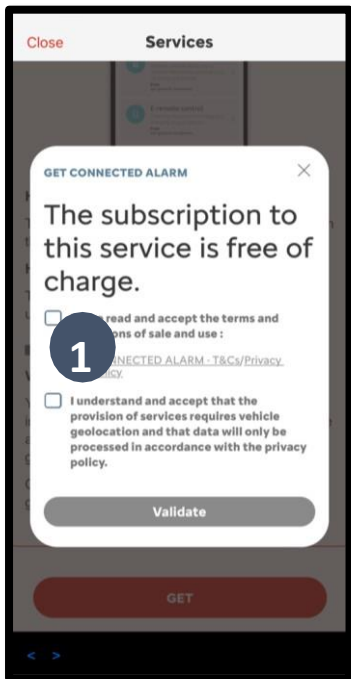 Close Services
GET CONNECTED ALARM
The subscription to
this service is free of
charge.
read and accept the terms and
ons of sale and use :
1
NNECTED ALARM - T&Cs/Privacy
icy
I understand and accept that the
provision of services requires vehicle
geolocation and that data will only be
processed in accordance with the privacy
policy.
Validate
GET
< >